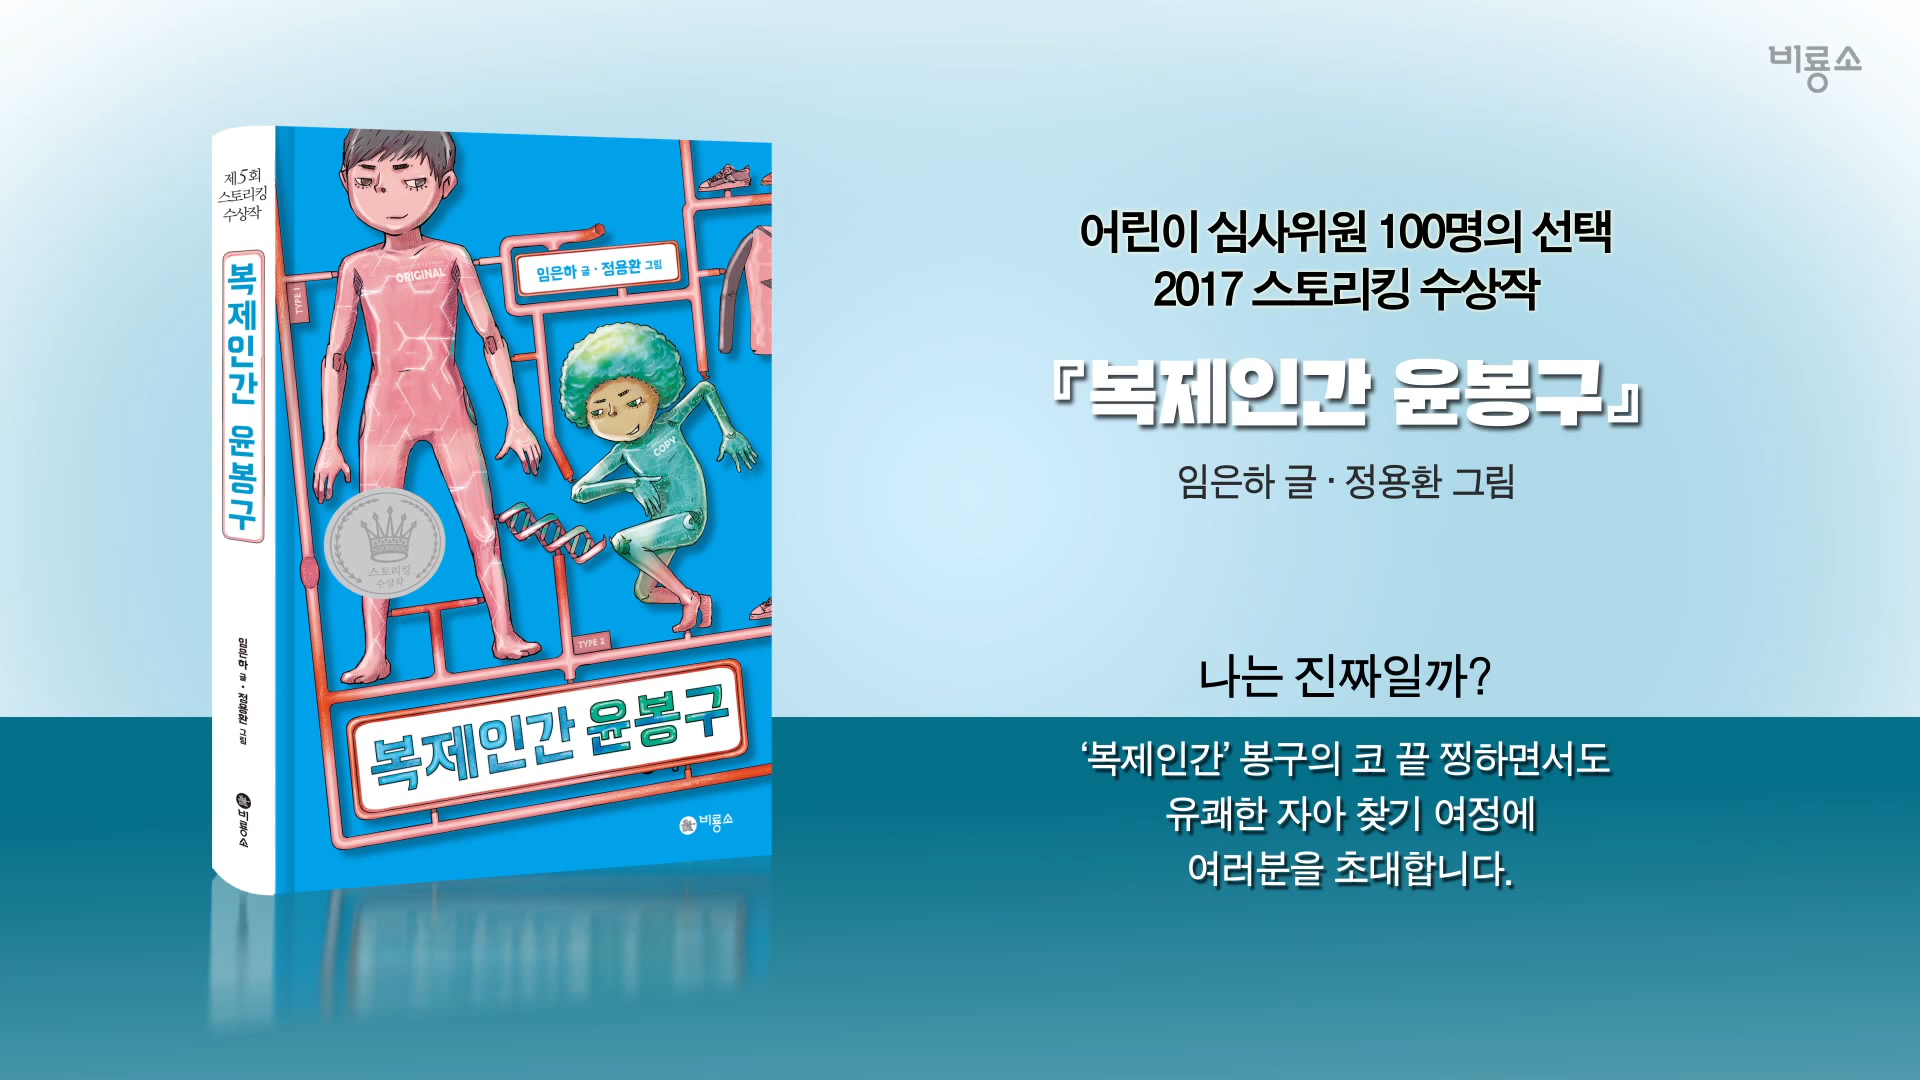 비룡소
제5회
스토리킹
수상작
복제인간 윤봉구
임은하 글 · 정용환 그림
비룡소
ORIGINAL
TYPE 1
임은하 글 · 정용환 그림
COPY
스토리킹
수상작
TYPE 2
복제인간 윤봉구
비룡소
어린이 심사위원 100명의 선택
2017 스토리킹 수상작
『복제인간 윤봉구』
임은하 글 · 정용환 그림
나는 진짜일까?
‘복제인간’ 봉구의 코 끝 찡하면서도
유쾌한 자아 찾기 여정에
여러분을 초대합니다.